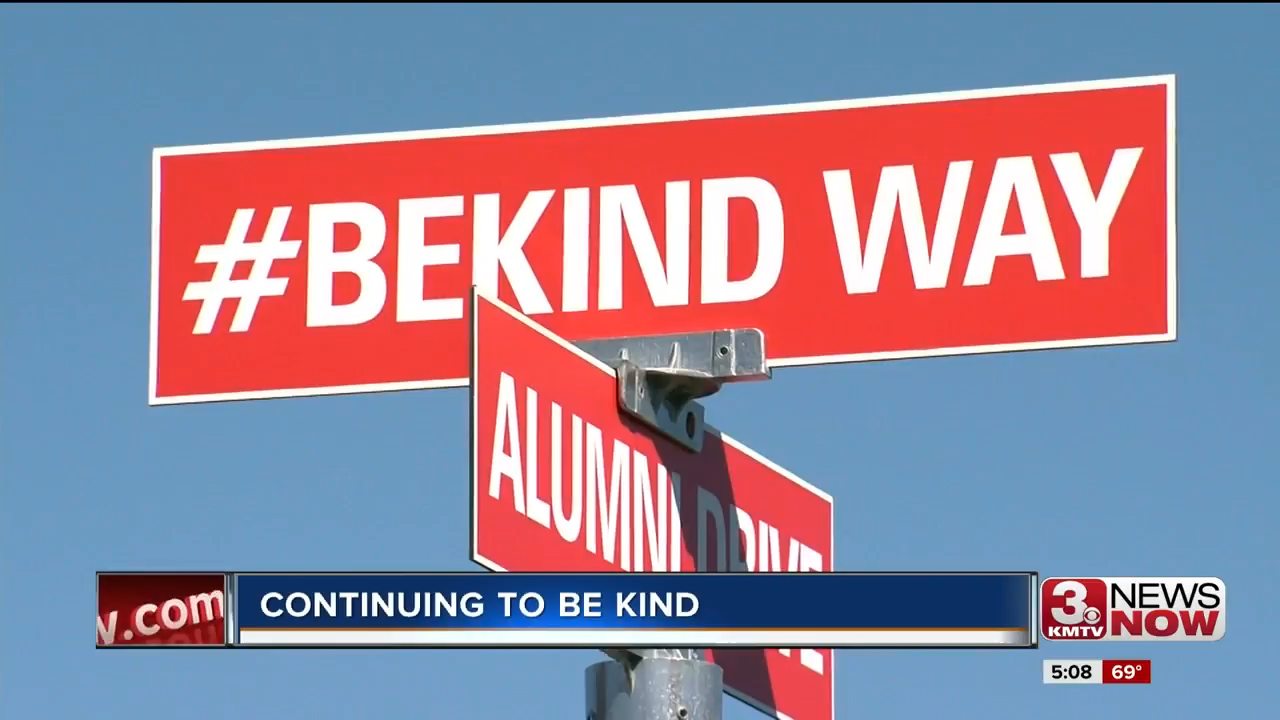 #BEKIND WAY
ALUMNI DRIVE
v.com
CONTINUING TO BE KIND
3
KMTV
NEWS
NOW
5:08 69°